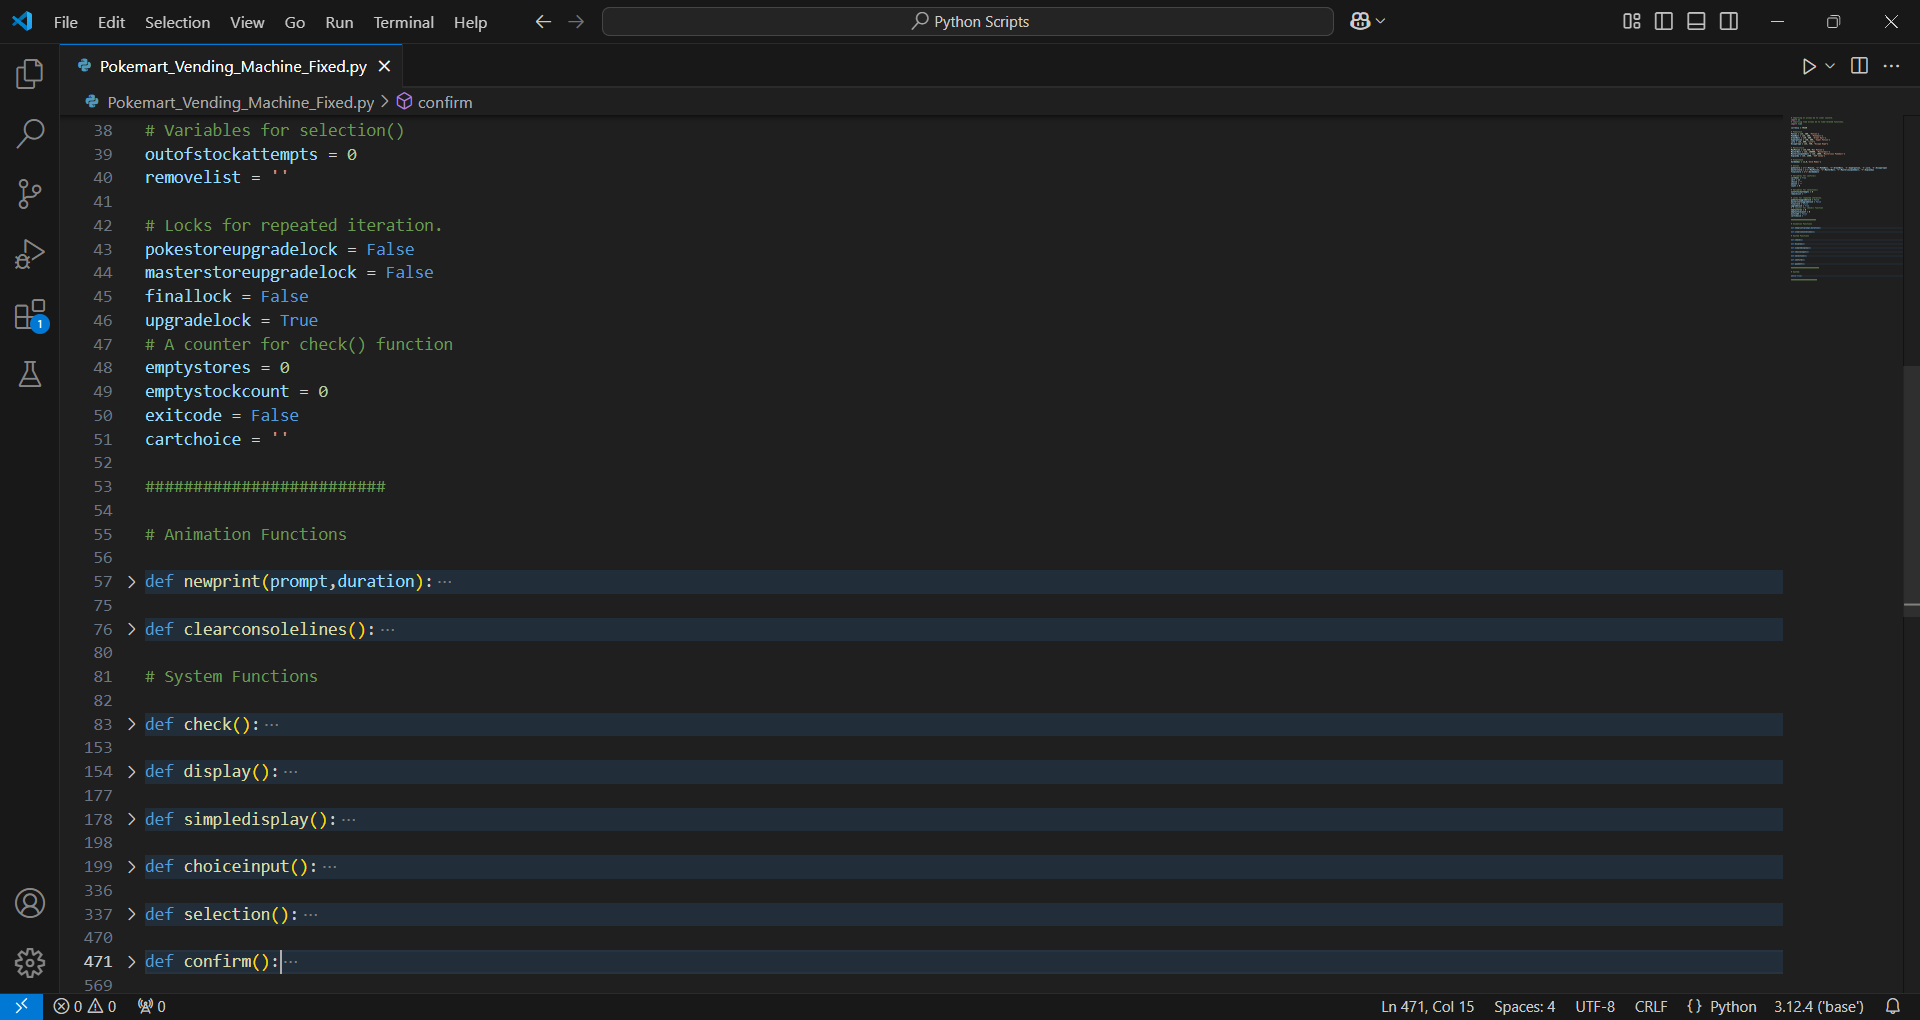 File Edit Selection View Go Run Terminal Help Python Scripts
Pokemart_Vending_Machine_Fixed.py
Pokemart_Vending_Machine_Fixed.py > confirm
38 # Variables for selection()
39 outofstockattempts = 0
40 removelist = ''
41
42 # Locks for repeated iteration.
43 pokestoreupgradelock = False
44 masterstoreupgradelock = False
45 finallock = False
46 upgradelock = True
47 # A counter for check() function
48 emptystores = 0
49 emptystockcount = 0
50 exitcode = False
51 cartchoice = ''
52
53 #########################
54
55 # Animation Functions
56
57 > def newprint(prompt,duration): ···
75
76 > def clearconsolelines(): ···
80
81 # System Functions
82
83 > def check(): ···
153
154 > def display(): ···
177
178 > def simpledisplay(): ···
198
199 > def choiceinput(): ···
336
337 > def selection(): ···
470
471 > def confirm(): ···
569
1
0 0 0 Ln 471, Col 15 Spaces: 4 UTF-8 CRLF {} Python 3.12.4 ('base')